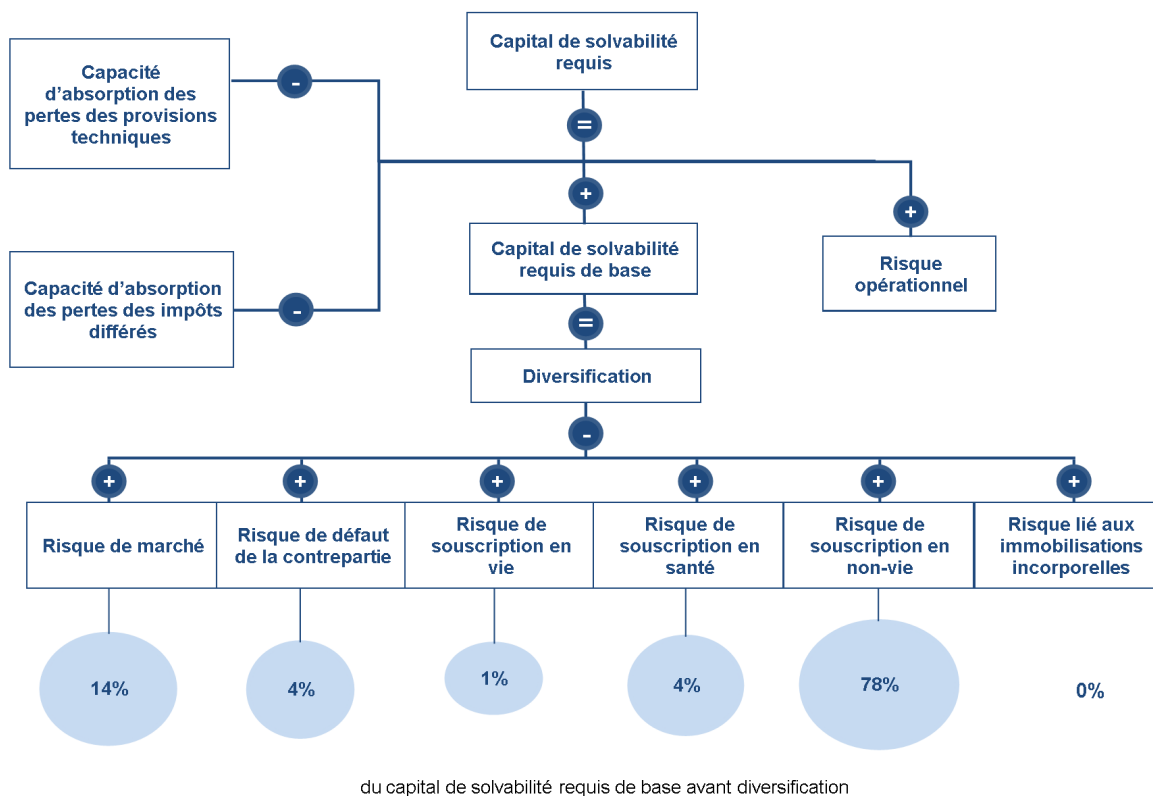 Capital de solvabilité
requis
Capacité
d'absorption des
pertes des provisions
techniques
-
=
+
+
Capital de solvabilité
requis de base
Risque
opérationnel
Capacité d'absorption
des pertes des impôts
différés
-
=
Diversification
-
+
+
+
+
+
+
Risque de marché
Risque de défaut
de la contrepartie
Risque de
souscription en
vie
Risque de
souscription en
santé
Risque de
souscription en
non-vie
Risque lié aux
immobilisations
incorporelles
14%
4%
1%
4%
78%
0%
du capital de solvabilité requis de base avant diversification